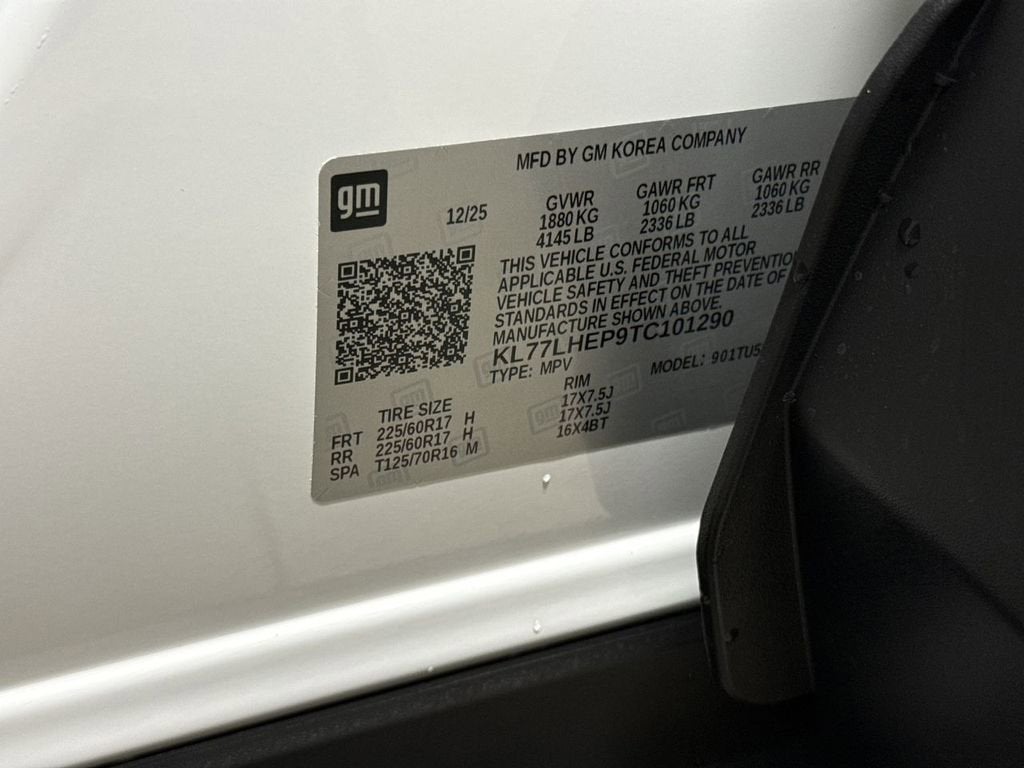 MFD BY GM KOREA COMPANY
gm
12/25
GVWR
1880 KG
4145 LB
GAWR FRT
1060 KG
2336 LB
GAWR RR
1060 KG
2336 LB
THIS VEHICLE CONFORMS TO ALL
APPLICABLE U.S. FEDERAL MOTOR
VEHICLE SAFETY AND THEFT PREVENTIO
STANDARDS IN EFFECT ON THE DATE OF
MANUFACTURE SHOWN ABOVE.
KL77LHEP9TC101290
TYPE: MPV
MODEL: 901TU5
TIRE SIZE RIM
FRT 225/60R17 H 17X7.5J
RR 225/60R17 H 17X7.5J
SPA T125/70R16 M 16X4BT